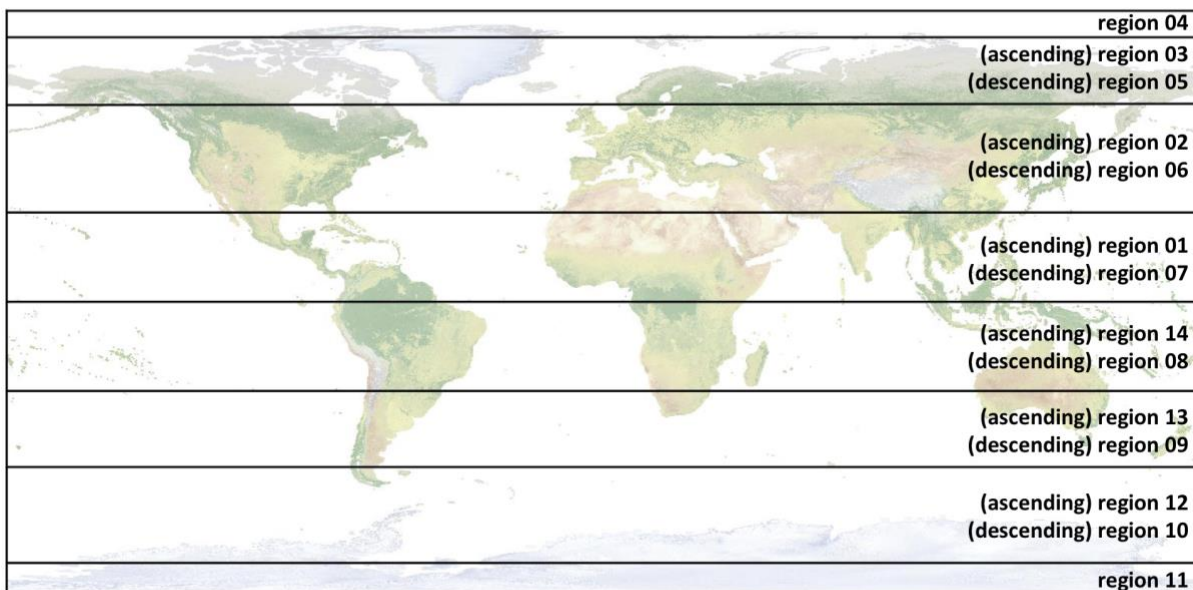 region 04
(ascending) region 03
(descending) region 05
(ascending) region 02
(descending) region 06
(ascending) region 01
(descending) region 07
(ascending) region 14
(descending) region 08
(ascending) region 13
(descending) region 09
(ascending) region 12
(descending) region 10
region 11